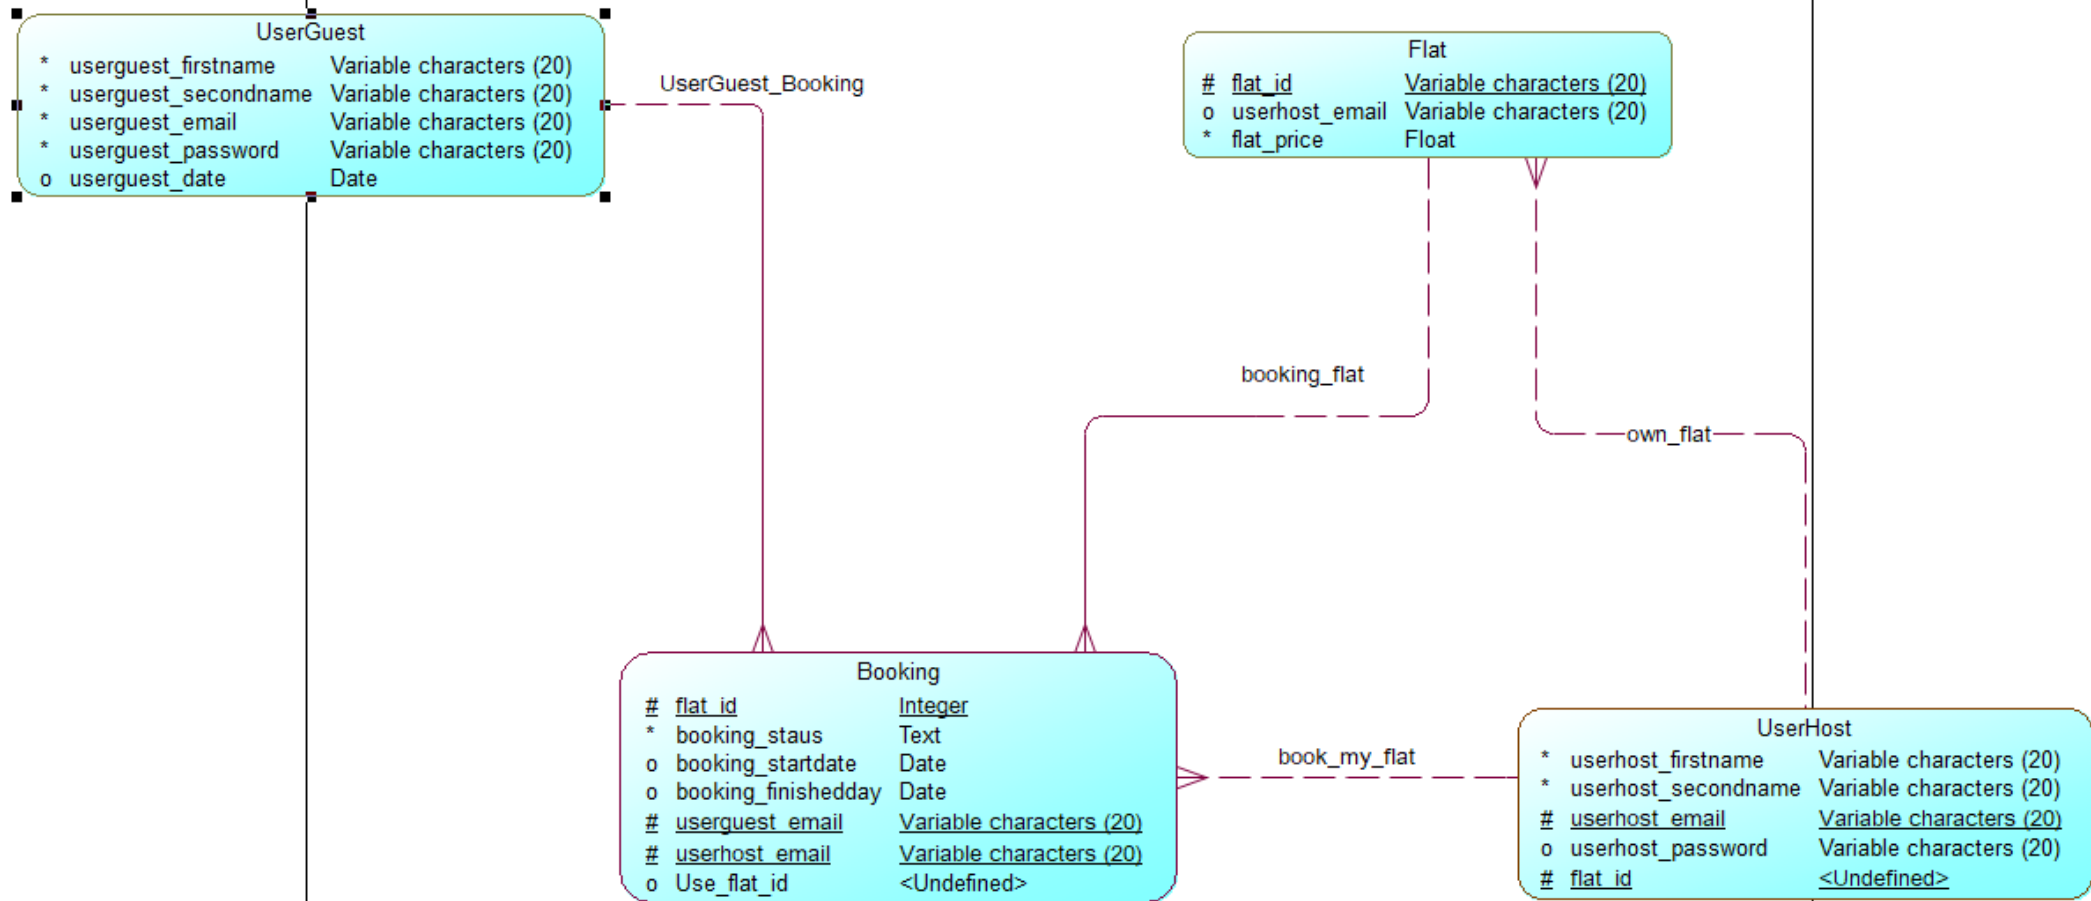 UserGuest
* userguest_firstname Variable characters (20)
* userguest_secondname Variable characters (20)
* userguest_email Variable characters (20)
* userguest_password Variable characters (20)
o userguest_date Date
UserGuest_Booking
Flat
# flat_id Variable characters (20)
o userhost_email Variable characters (20)
* flat_price Float
booking_flat
own_flat
Booking
# flat_id Integer
* booking_staus Text
o booking_startdate Date
o booking_finishedday Date
# userguest_email Variable characters (20)
# userhost_email Variable characters (20)
o Use_flat_id <Undefined>
book_my_flat
UserHost
* userhost_firstname Variable characters (20)
* userhost_secondname Variable characters (20)
# userhost_email Variable characters (20)
o userhost_password Variable characters (20)
# flat_id <Undefined>